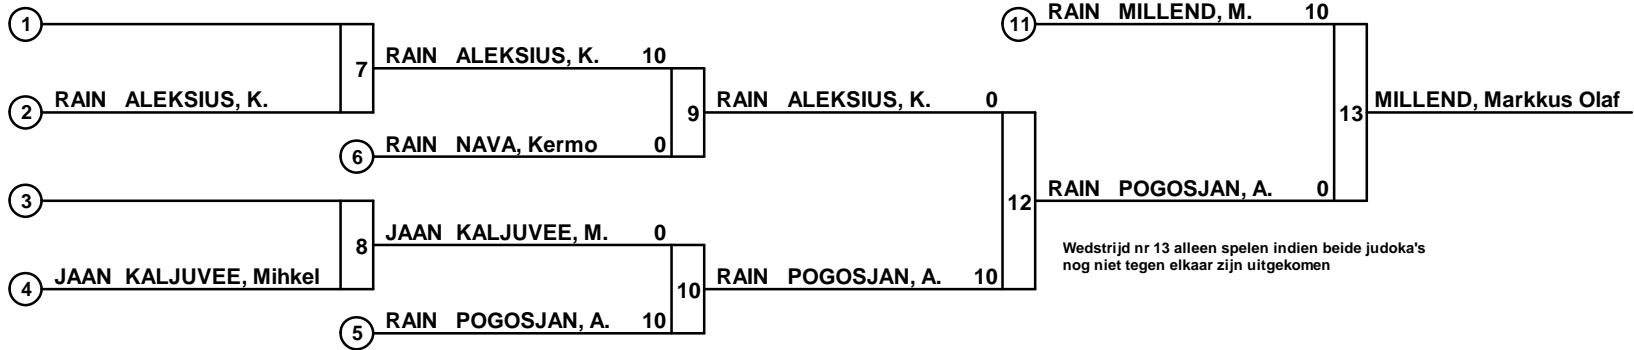 1
RAIN MILLEND, M. 10
11
7
RAIN ALEKSIUS, K. 10
2
RAIN ALEKSIUS, K.
9
RAIN ALEKSIUS, K. 0
13
MILLEND, Markkus Olaf
6
RAIN NAVA, Kermo 0
3
12
RAIN POGOSJAN, A. 0
8
JAAN KALJUVEE, M. 0
Wedstrijd nr 13 alleen spelen indien beide judoka's
nog niet tegen elkaar zijn uitgekomen
4
JAAN KALJUVEE, Mihkel
10
RAIN POGOSJAN, A. 10
5
RAIN POGOSJAN, A. 10